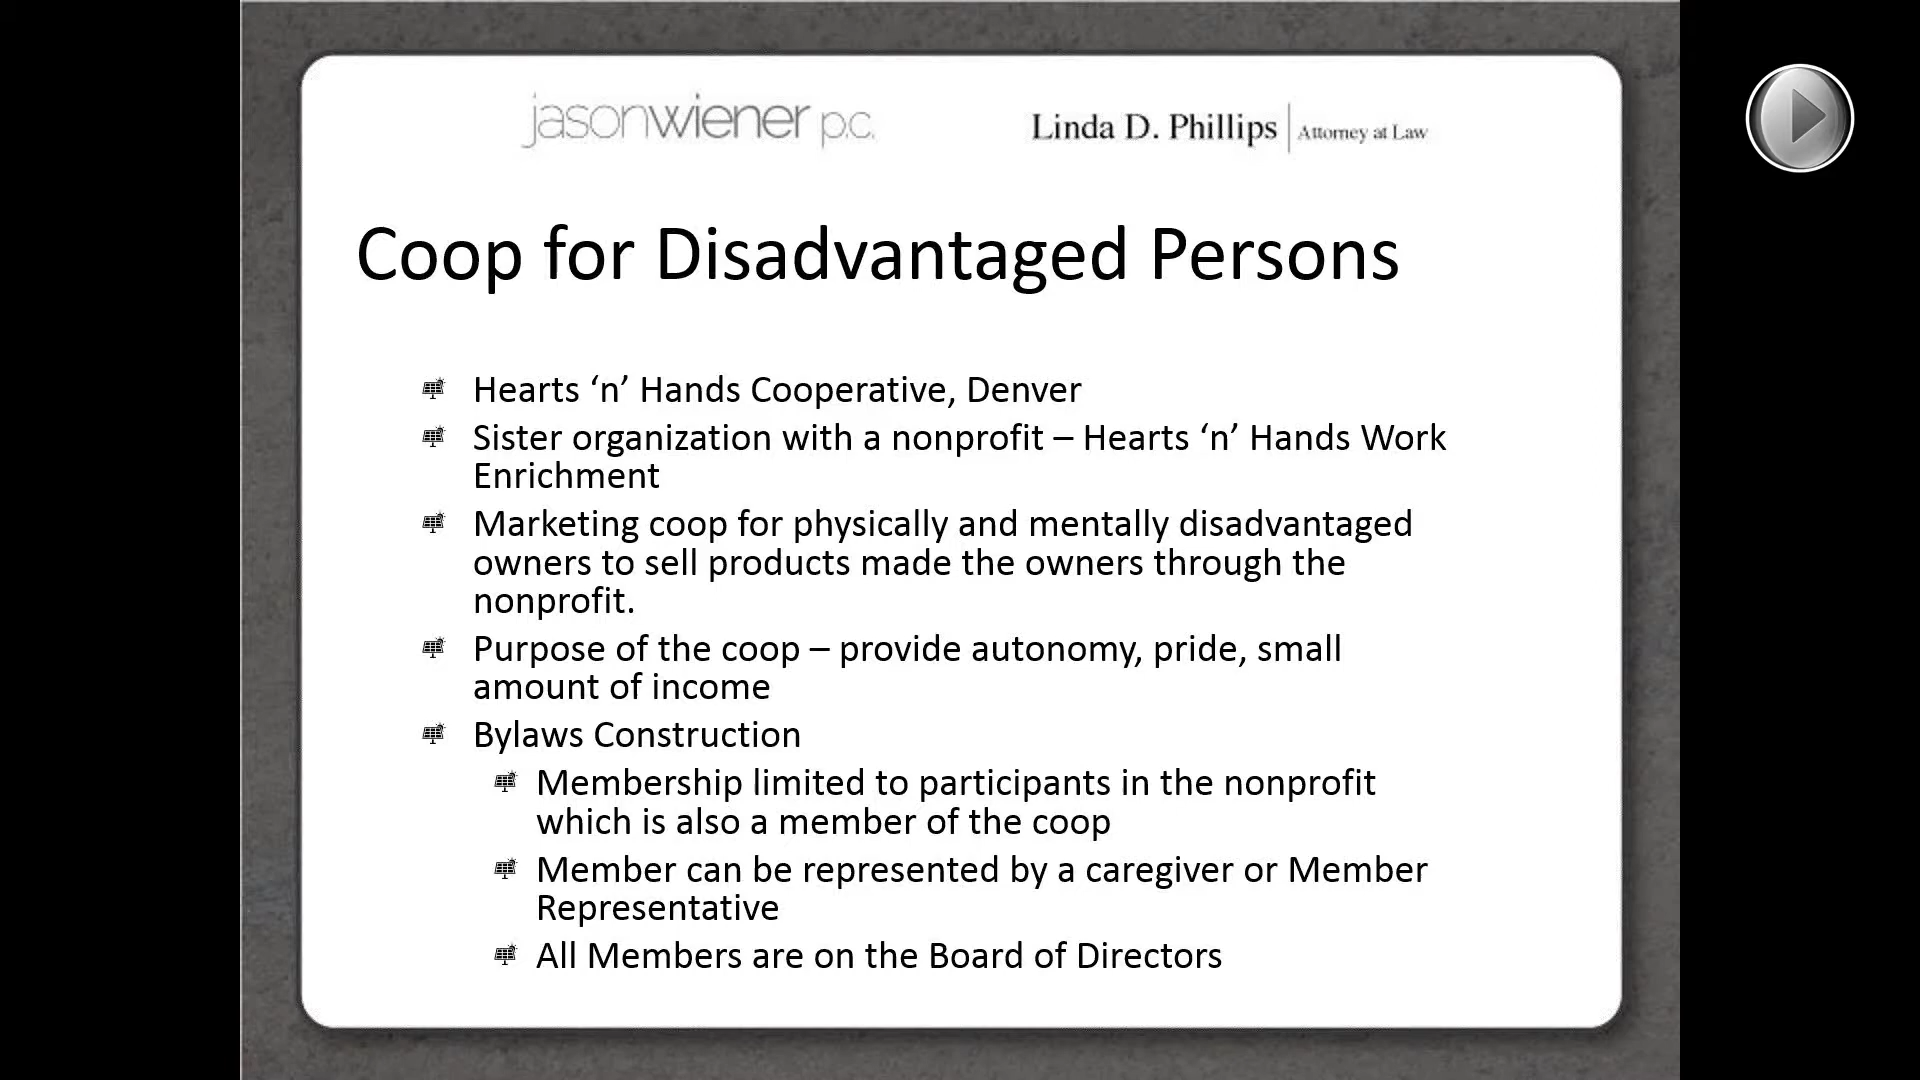 jasonwiener p.c.
Linda D. Phillips | Attorney at Law
Coop for Disadvantaged Persons
Hearts ‘n’ Hands Cooperative, Denver
Sister organization with a nonprofit – Hearts ‘n’ Hands Work
Enrichment
Marketing coop for physically and mentally disadvantaged
owners to sell products made the owners through the
nonprofit.
Purpose of the coop – provide autonomy, pride, small
amount of income
Bylaws Construction
Membership limited to participants in the nonprofit
which is also a member of the coop
Member can be represented by a caregiver or Member
Representative
All Members are on the Board of Directors